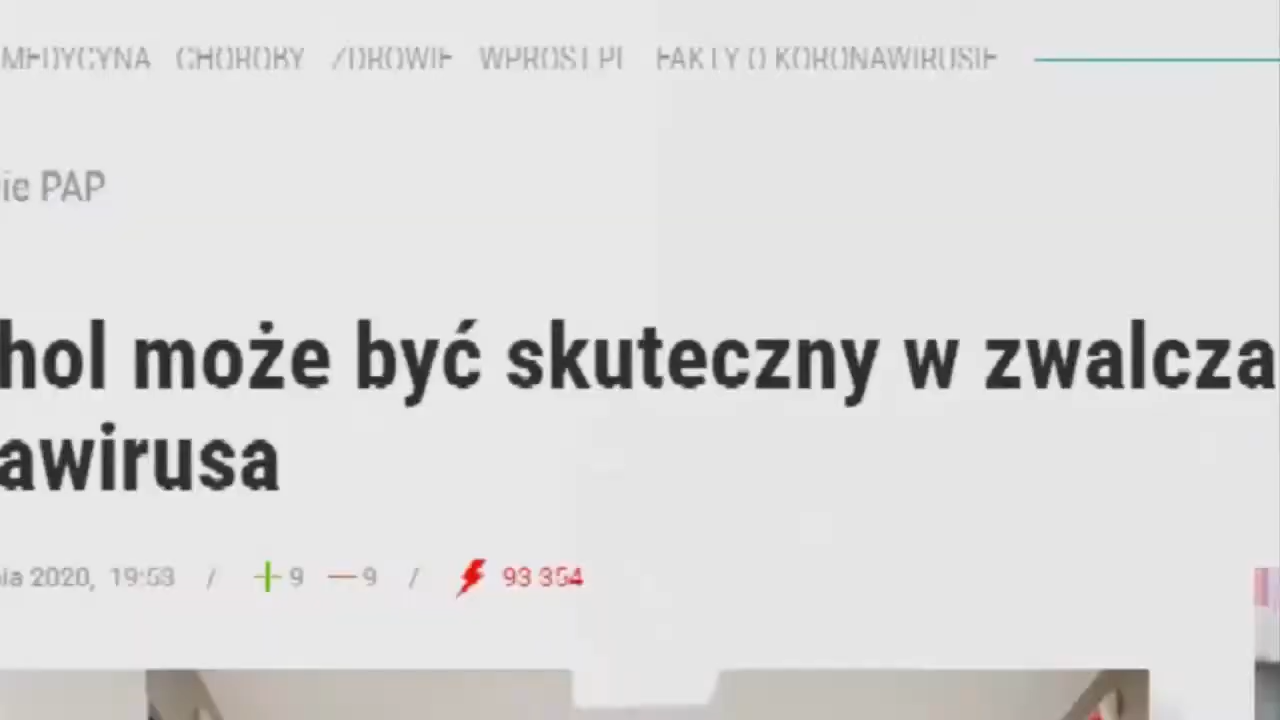 MEDYCYNA CHOROBY ZDROWIE WPROST.PL FAKTY O KORONAWIRUSIE
ie PAP
hol może być skuteczny w zwalcza
awirusa
ia 2020, 19:53 / + 9 — 9 / 93 354